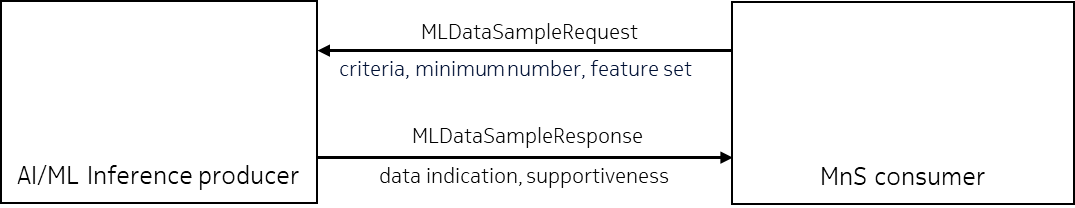 MLDataSampleRequest
criteria, minimum number, feature set
MLDataSampleResponse
data indication, supportiveness
AI/ML Inference producer
MnS consumer